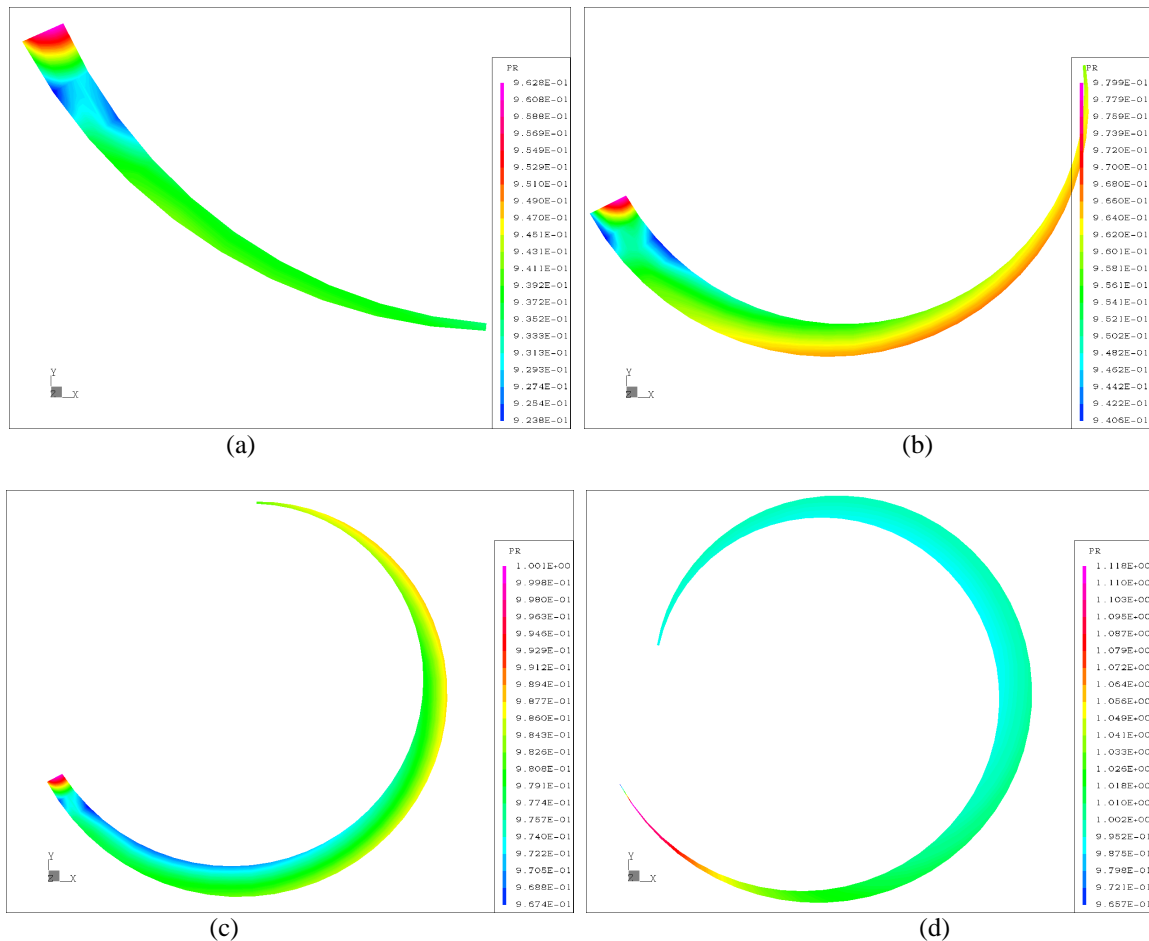 PR
9.628E-01
9.608E-01
9.588E-01
9.569E-01
9.549E-01
9.529E-01
9.510E-01
9.490E-01
9.470E-01
9.451E-01
9.431E-01
9.411E-01
9.392E-01
9.372E-01
9.352E-01
9.333E-01
9.313E-01
9.293E-01
9.274E-01
9.254E-01
9.238E-01
Y
Z X
(a)
PR
9.799E-01
9.779E-01
9.759E-01
9.739E-01
9.720E-01
9.700E-01
9.680E-01
9.660E-01
9.640E-01
9.620E-01
9.601E-01
9.581E-01
9.561E-01
9.541E-01
9.521E-01
9.502E-01
9.482E-01
9.462E-01
9.442E-01
9.422E-01
9.406E-01
Y
Z X
(b)
PR
1.001E+00
9.998E-01
9.980E-01
9.963E-01
9.946E-01
9.929E-01
9.912E-01
9.894E-01
9.877E-01
9.860E-01
9.843E-01
9.826E-01
9.808E-01
9.791E-01
9.774E-01
9.757E-01
9.740E-01
9.722E-01
9.705E-01
9.688E-01
9.674E-01
Y
Z X
(c)
PR
1.118E+00
1.110E+00
1.103E+00
1.095E+00
1.087E+00
1.079E+00
1.072E+00
1.064E+00
1.056E+00
1.049E+00
1.041E+00
1.033E+00
1.026E+00
1.018E+00
1.010E+00
1.002E+00
9.952E-01
9.875E-01
9.798E-01
9.721E-01
9.657E-01
Y
Z X
(d)